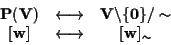 P(V) ⟷ V\{0}/ ∼
[w] ⟷ [w]∼